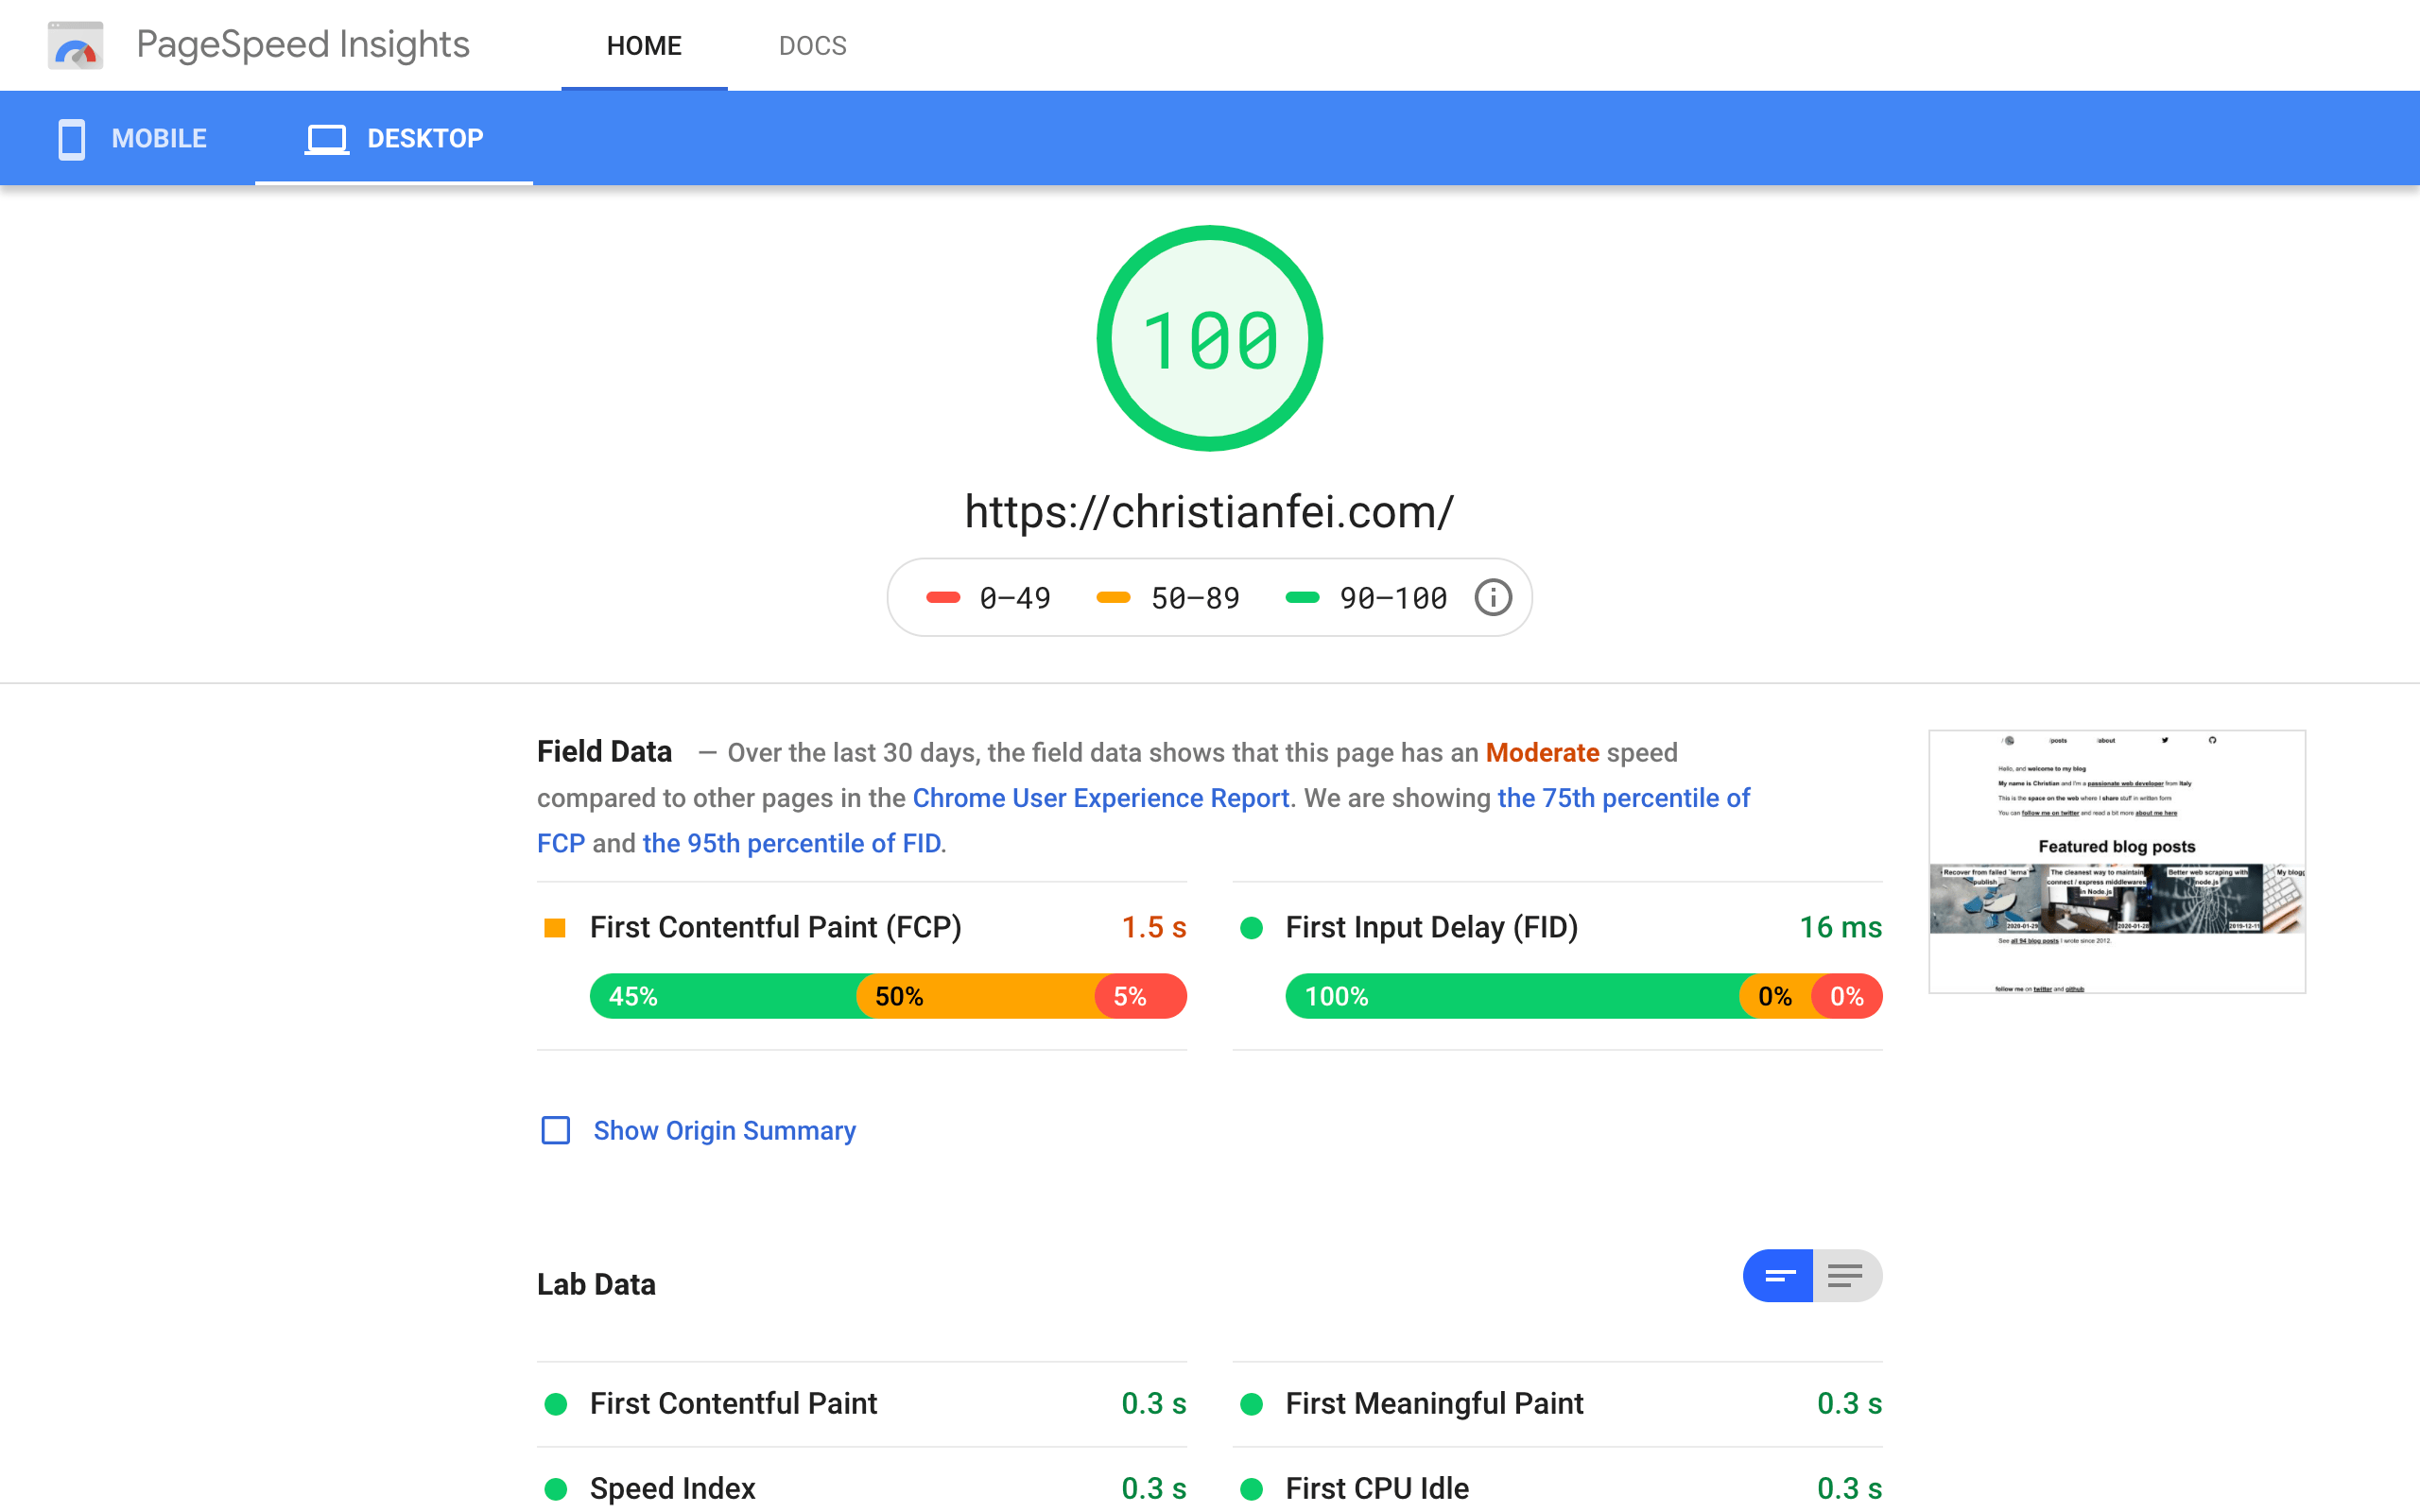 PageSpeed Insights
HOME
DOCS
MOBILE
DESKTOP
100
https://christianfei.com/
0–49
50–89
90–100
Field Data — Over the last 30 days, the field data shows that this page has an Moderate speed
compared to other pages in the Chrome User Experience Report. We are showing the 75th percentile of
FCP and the 95th percentile of FID.
First Contentful Paint (FCP)
1.5 s
45%
50%
5%
First Input Delay (FID)
16 ms
100%
0%
0%
/
posts
about
Hello, and welcome to my blog
My name is Christian and I'm a passionate web developer from Italy
This is the space on the web where I share stuff in written form
You can follow me on twitter and read a bit more about me here
Featured blog posts
Recover from failed `lerna
publish
2020-01-29
The cleanest way to maintain
connect / express middlewares
in Node.js
2020-01-28
Better web scraping with
node.js
2019-12-11
My blog
See all 94 blog posts I wrote since 2012.
follow me on twitter and github
Show Origin Summary
Lab Data
First Contentful Paint
0.3 s
First Meaningful Paint
0.3 s
Speed Index
0.3 s
First CPU Idle
0.3 s